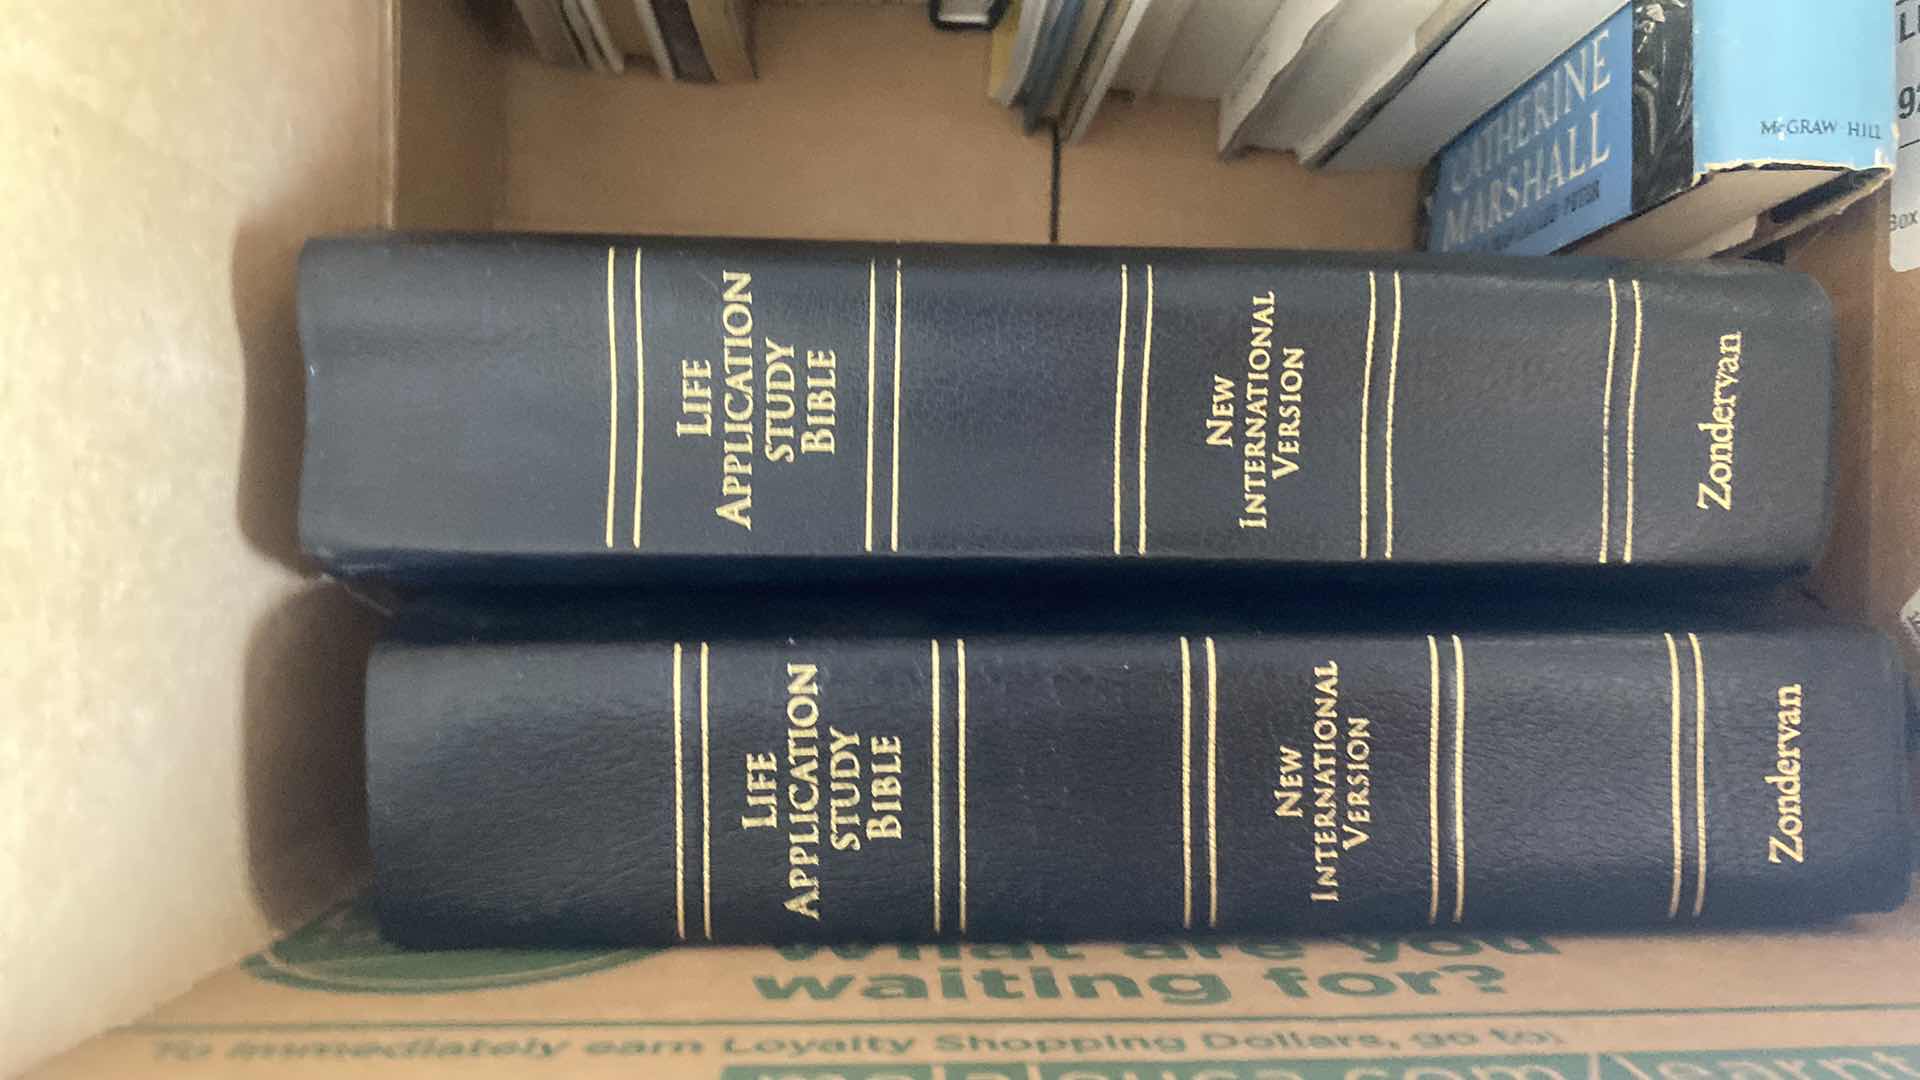 LIFE
APPLICATION
STUDY
BIBLE
NEW
INTERNATIONAL
VERSION
Zondervan
LIFE
APPLICATION
STUDY
BIBLE
NEW
INTERNATIONAL
VERSION
Zondervan
CATHERINE
MARSHALL
McGRAW-HILL
Box
What are you
waiting for?
To immediately earn Loyalty Shopping Dollars, go to: